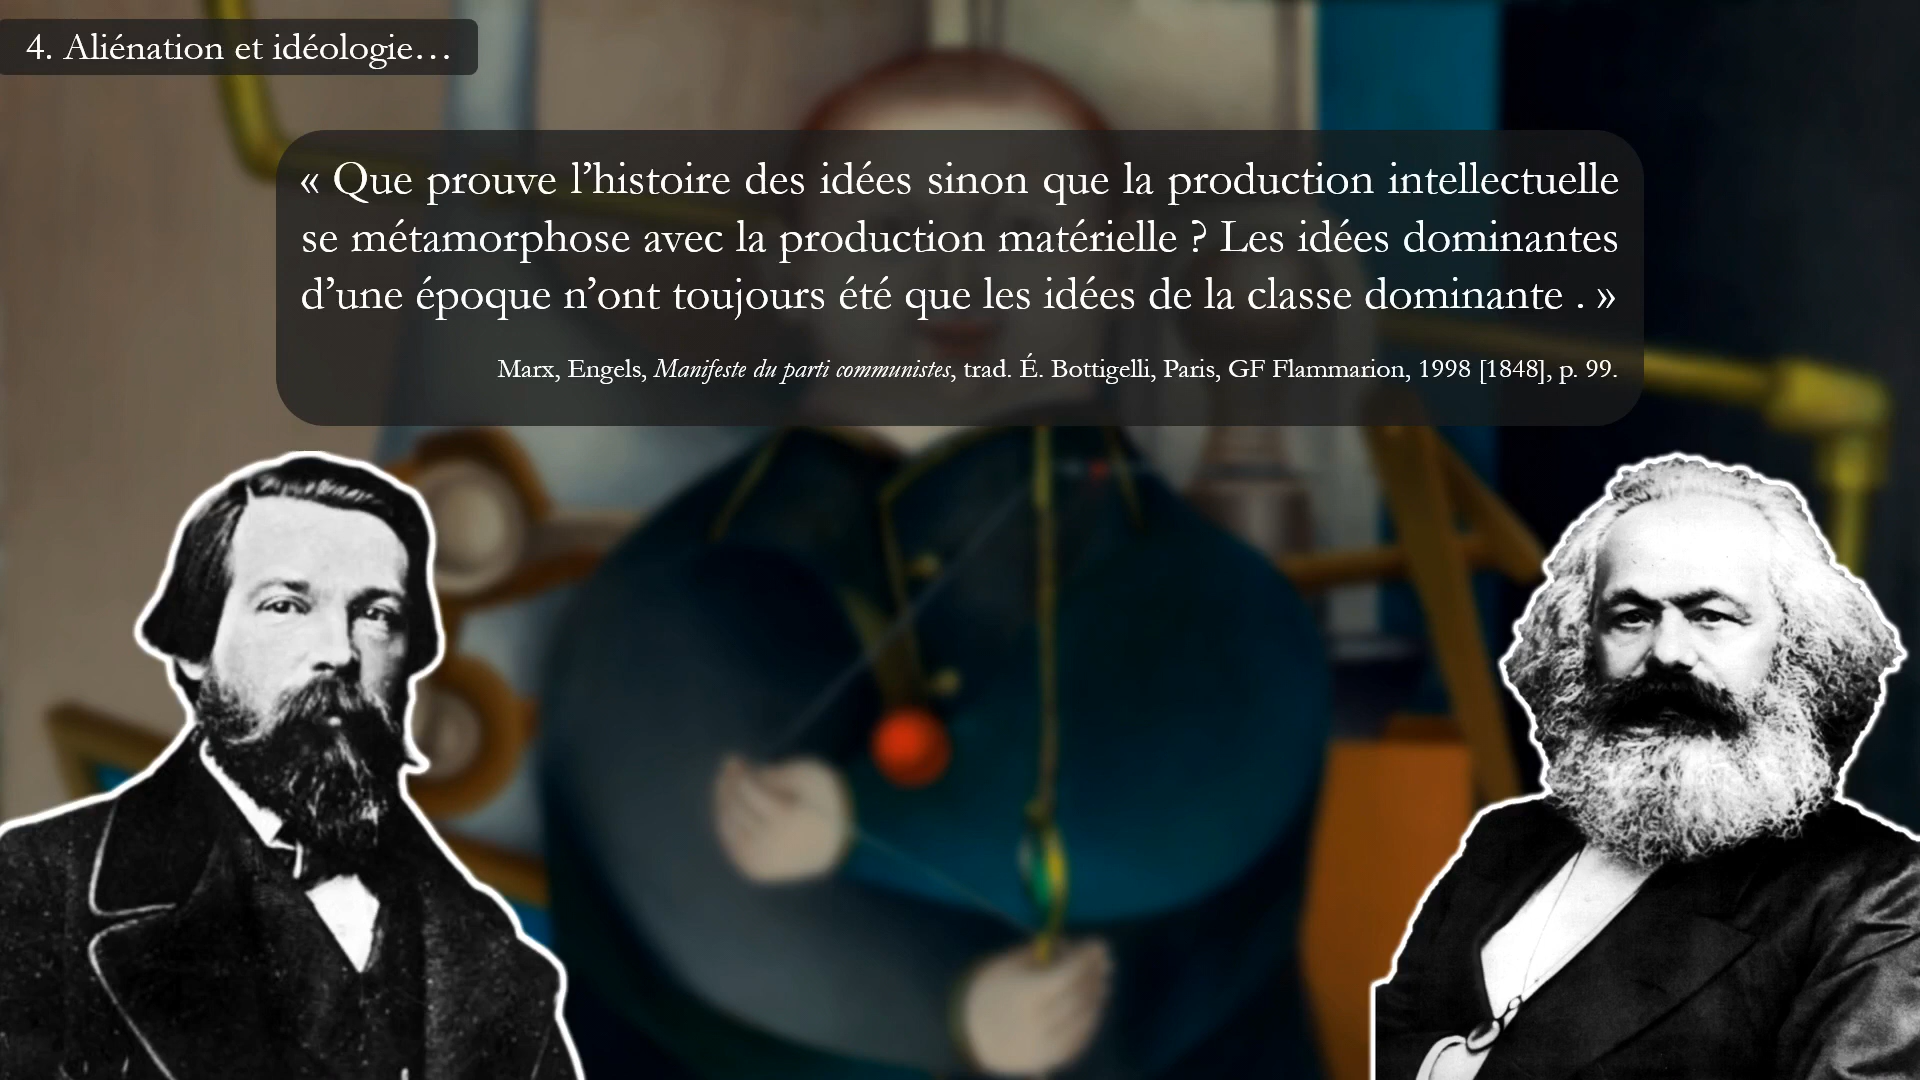 4. Aliénation et idéologie…
« Que prouve l’histoire des idées sinon que la production intellectuelle
se métamorphose avec la production matérielle ? Les idées dominantes
d’une époque n’ont toujours été que les idées de la classe dominante . »
Marx, Engels, Manifeste du parti communistes, trad. É. Bottigelli, Paris, GF Flammarion, 1998 [1848], p. 99.